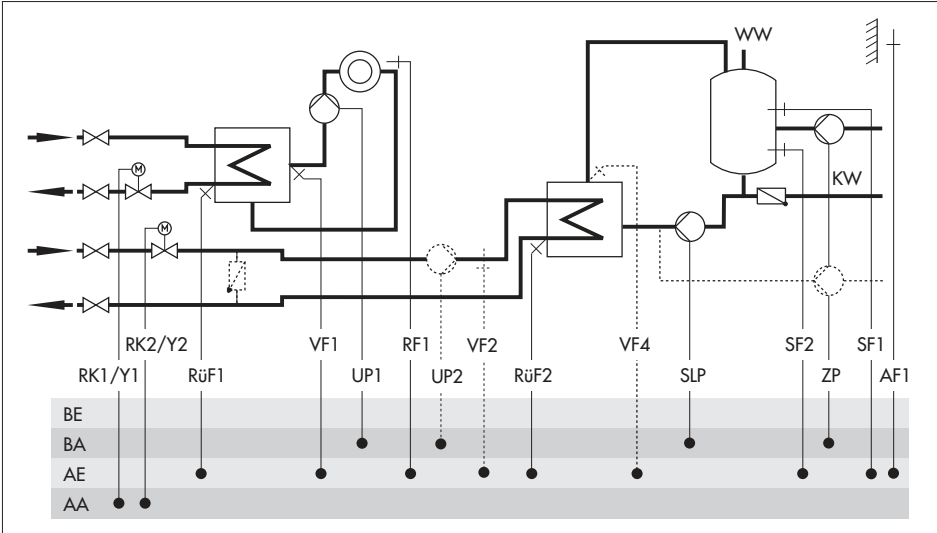 WW
M
KW
M
RK2/Y2 VF1 RF1 VF2 RüF2 VF4 SF2 SF1
RK1/Y1 RüF1 UP1 UP2 SLP ZP AF1
BE
BA
AE
AA